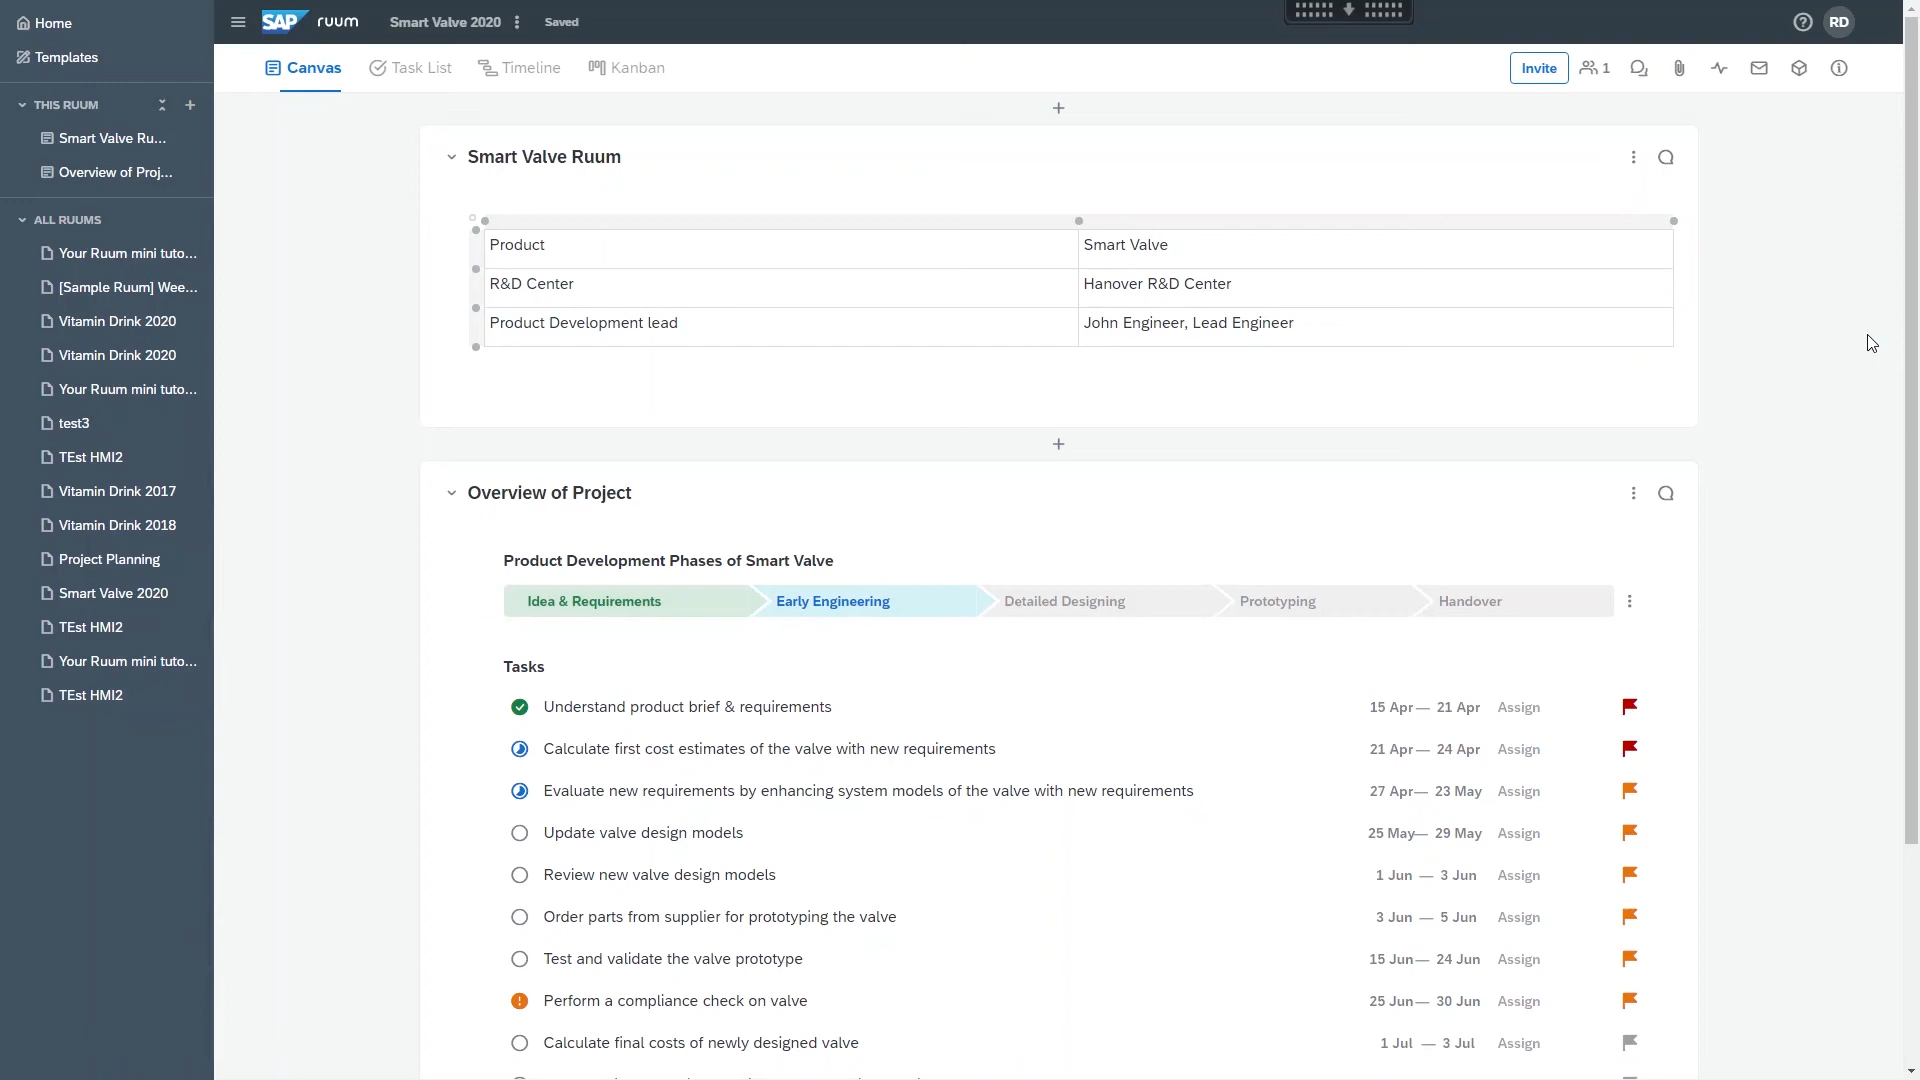 Home
Templates
THIS RUUM
Smart Valve Ru...
Overview of Proj...
ALL RUUMS
Your Ruum mini tuto...
[Sample Ruum] Wee...
Vitamin Drink 2020
Vitamin Drink 2020
Your Ruum mini tuto...
test3
TEst HMI2
Vitamin Drink 2017
Vitamin Drink 2018
Project Planning
Smart Valve 2020
TEst HMI2
Your Ruum mini tuto...
TEst HMI2
SAP ruum Smart Valve 2020 Saved RD
Canvas Task List Timeline Kanban Invite 1
Smart Valve Ruum
Product Smart Valve
R&D Center Hanover R&D Center
Product Development lead John Engineer, Lead Engineer
Overview of Project
Product Development Phases of Smart Valve
Idea & Requirements Early Engineering Detailed Designing Prototyping Handover
Tasks
Understand product brief & requirements 15 Apr — 21 Apr Assign
Calculate first cost estimates of the valve with new requirements 21 Apr — 24 Apr Assign
Evaluate new requirements by enhancing system models of the valve with new requirements 27 Apr — 23 May Assign
Update valve design models 25 May — 29 May Assign
Review new valve design models 1 Jun — 3 Jun Assign
Order parts from supplier for prototyping the valve 3 Jun — 5 Jun Assign
Test and validate the valve prototype 15 Jun — 24 Jun Assign
Perform a compliance check on valve 25 Jun — 30 Jun Assign
Calculate final costs of newly designed valve 1 Jul — 3 Jul Assign